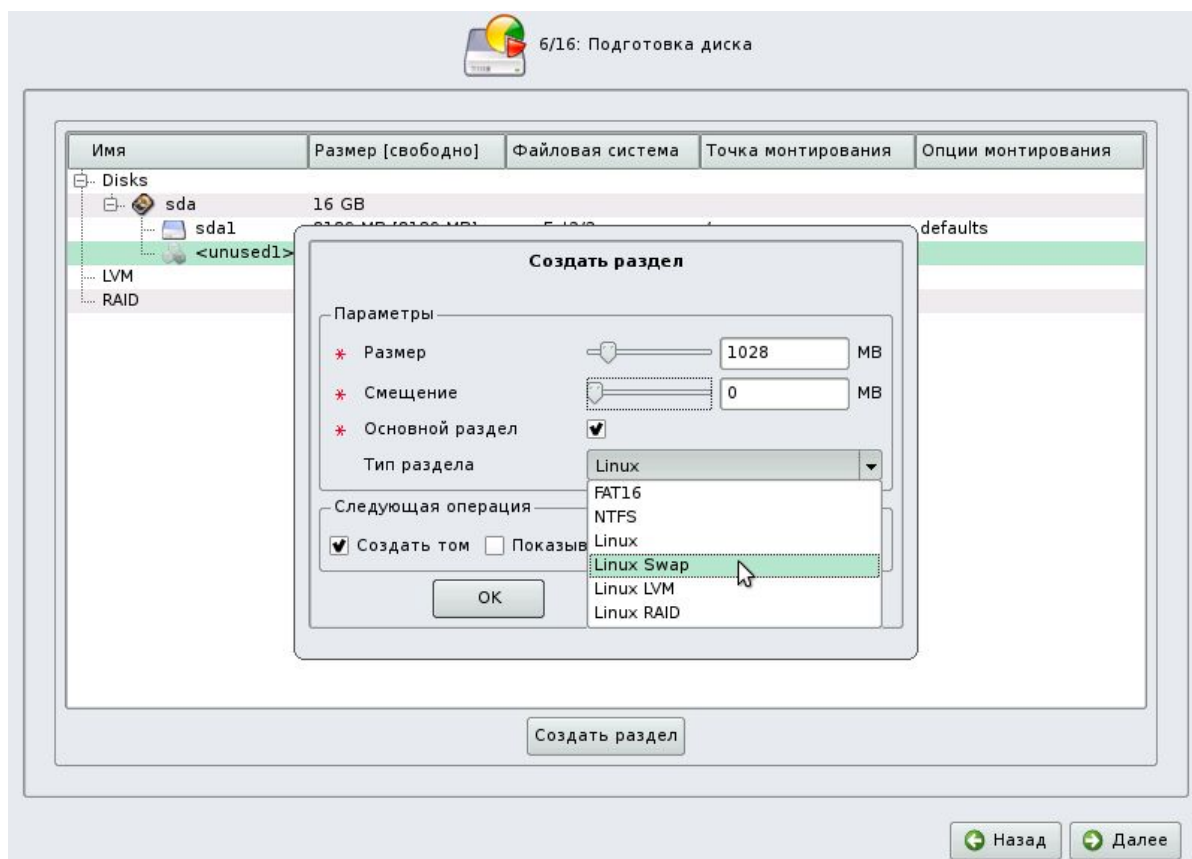 6/16: Подготовка диска
Имя Размер [свободно] Файловая система Точка монтирования Опции монтирования
Disks
sda 16 GB
sda1 defaults
<unused1>
LVM
RAID
Создать раздел
Параметры
* Размер 1028 MB
* Смещение 0 MB
* Основной раздел
Тип раздела Linux
FAT16
NTFS
Linux
Linux Swap
Linux LVM
Linux RAID
Следующая операция
Создать том Показыв
OK
Создать раздел
Назад Далее